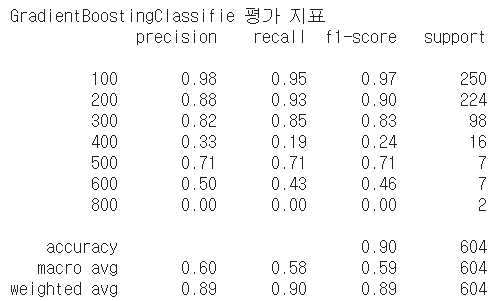 GradientBoostingClassifie 평가 지표
precision recall f1-score support
100 0.98 0.95 0.97 250
200 0.88 0.93 0.90 224
300 0.82 0.85 0.83 98
400 0.33 0.19 0.24 16
500 0.71 0.71 0.71 7
600 0.50 0.43 0.46 7
800 0.00 0.00 0.00 2
accuracy 0.90 604
macro avg 0.60 0.58 0.59 604
weighted avg 0.89 0.90 0.89 604